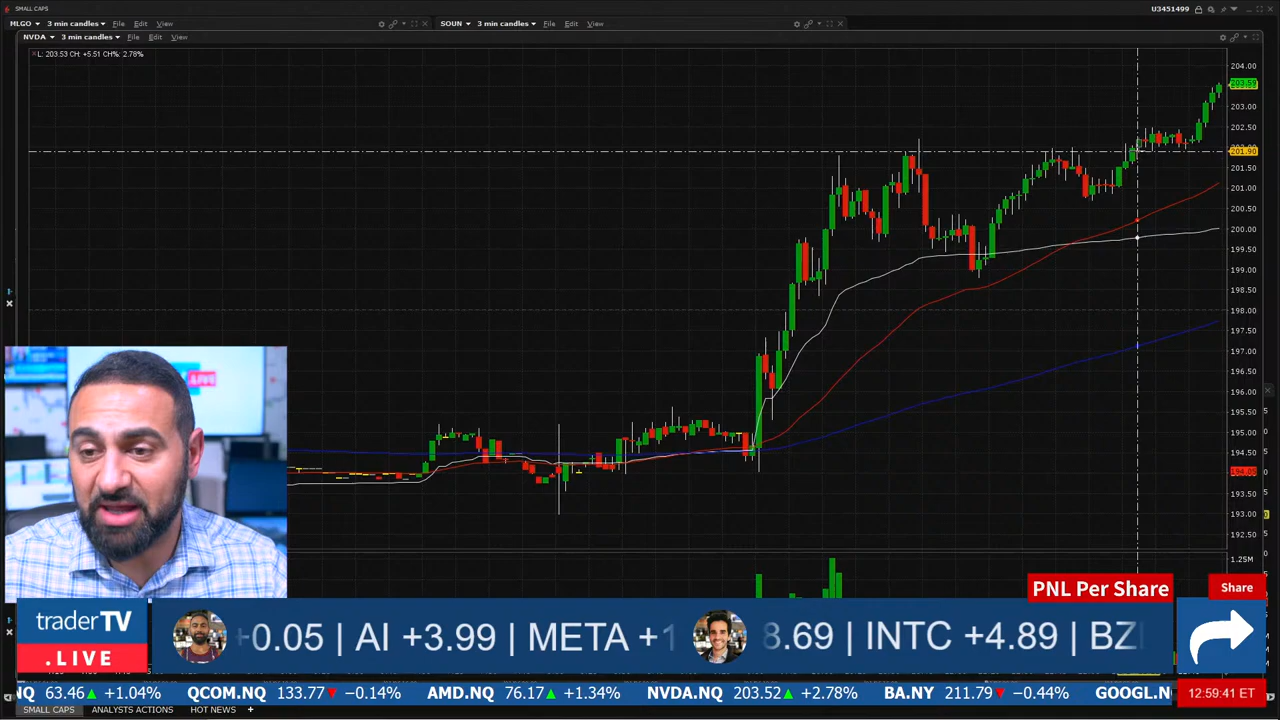 SMALL CAPS
U3451499
MLGO 3 min candles File Edit View
SOUN 3 min candles File Edit View
NVDA 3 min candles File Edit View
L: 203.53 CH: +5.51 CH%: 2.78%
204.00
203.59
203.00
202.50
201.90
201.50
201.00
200.50
200.00
199.50
199.00
198.50
198.00
197.50
197.00
196.50
196.00
195.50
195.00
194.50
194.05
193.50
193.00
192.50
1.25M
LIVE
PNL Per Share
Share
traderTV
.LIVE
+0.05 | AI +3.99 | META +1
8.69 | INTC +4.89 | BZ
NQ 63.46 +1.04% QCOM.NQ 133.77 −0.14% AMD.NQ 76.17 +1.34% NVDA.NQ 203.52 +2.78% BA.NY 211.79 −0.44% GOOGL.N
12:59:41 ET
SMALL CAPS ANALYSTS ACTIONS HOT NEWS +